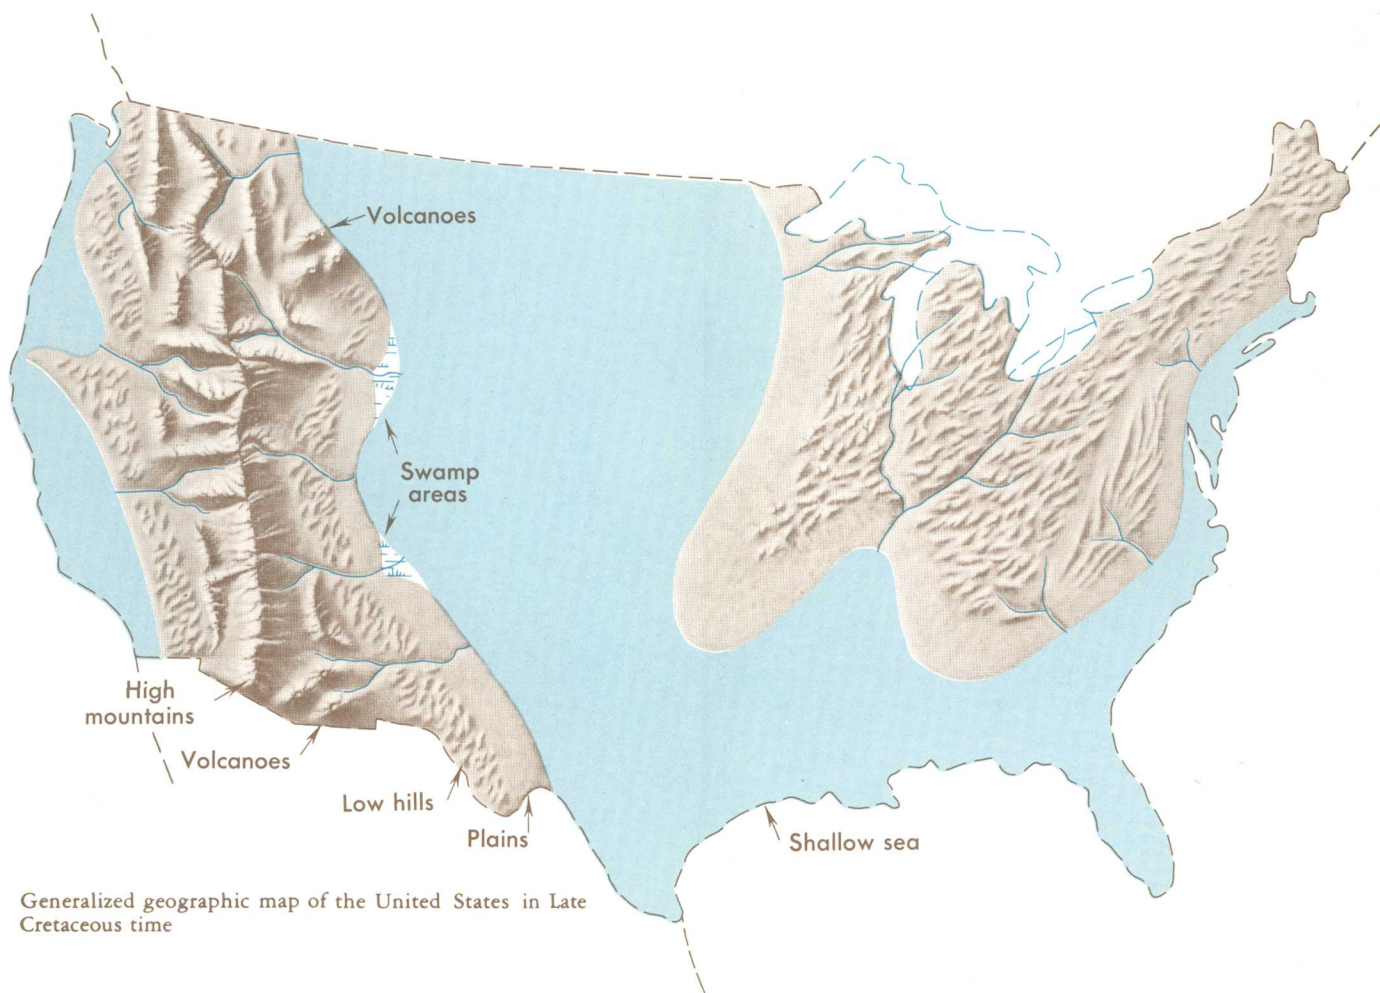 Volcanoes
Swamp
areas
High
mountains
Volcanoes
Low hills
Plains
Shallow sea
Generalized geographic map of the United States in Late
Cretaceous time